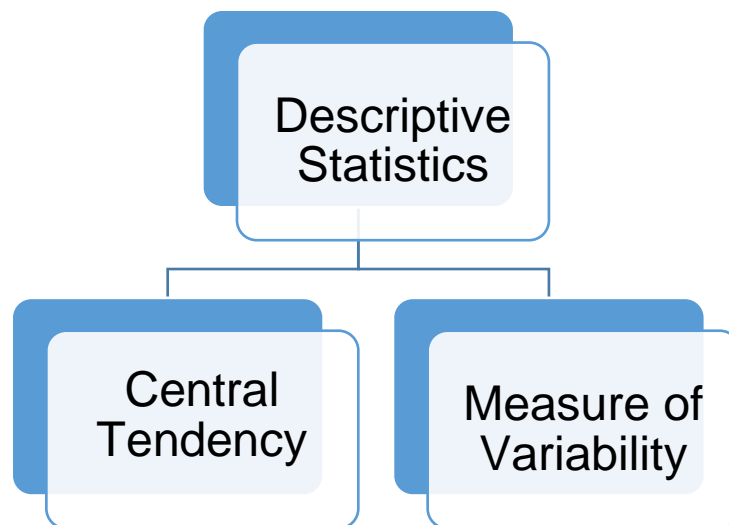 Descriptive
Statistics
Central
Tendency
Measure of
Variability